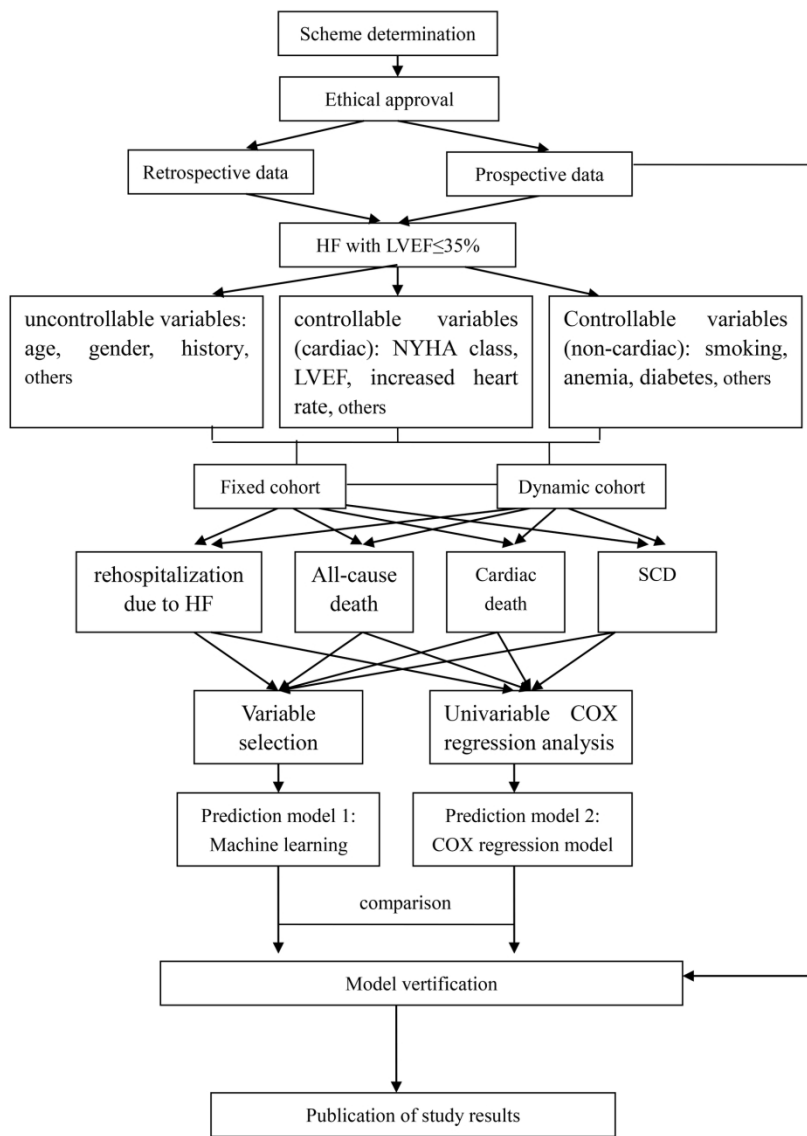 Scheme determination
Ethical approval
Retrospective data
Prospective data
HF with LVEF≤35%
uncontrollable variables:
age, gender, history,
others
controllable variables
(cardiac): NYHA class,
LVEF, increased heart
rate, others
Controllable variables
(non-cardiac): smoking,
anemia, diabetes, others
Fixed cohort
Dynamic cohort
rehospitalization
due to HF
All-cause
death
Cardiac
death
SCD
Variable
selection
Univariable COX
regression analysis
Prediction model 1:
Machine learning
Prediction model 2:
COX regression model
comparison
Model vertification
Publication of study results